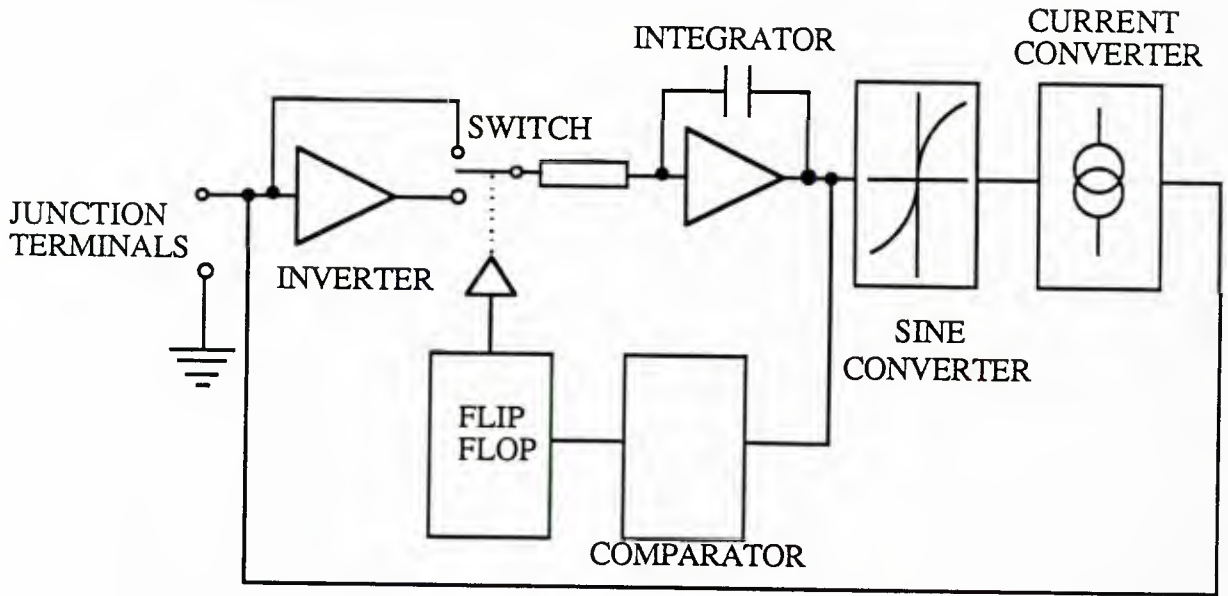 CURRENT
CONVERTER
INTEGRATOR
SWITCH
JUNCTION
TERMINALS
INVERTER
SINE
CONVERTER
FLIP
FLOP
COMPARATOR